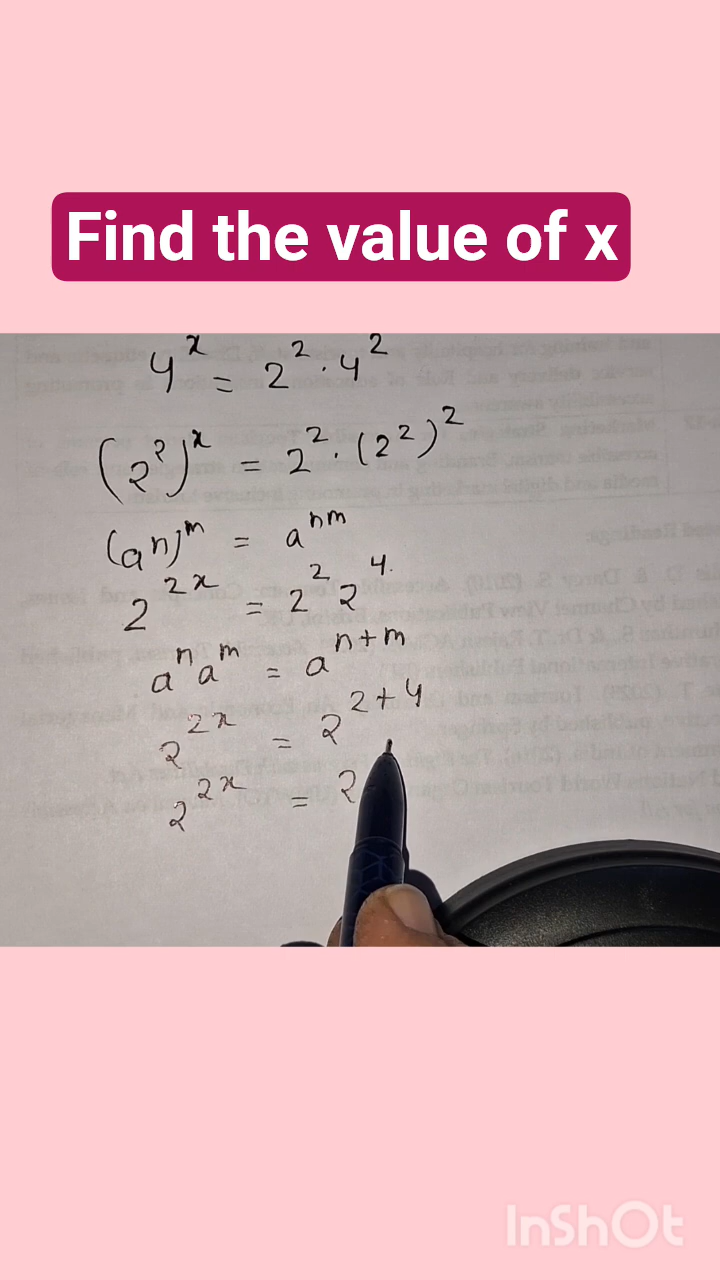 Find the value of x
4^x = 2^2 . 4^2
(2^2)^x = 2^2 . (2^2)^2
(a^n)^m = a^nm
2^2x = 2^2 2^4.
a^n a^m = a^n+m
2^2x = 2^2+4
2^2x = 2
InShOt